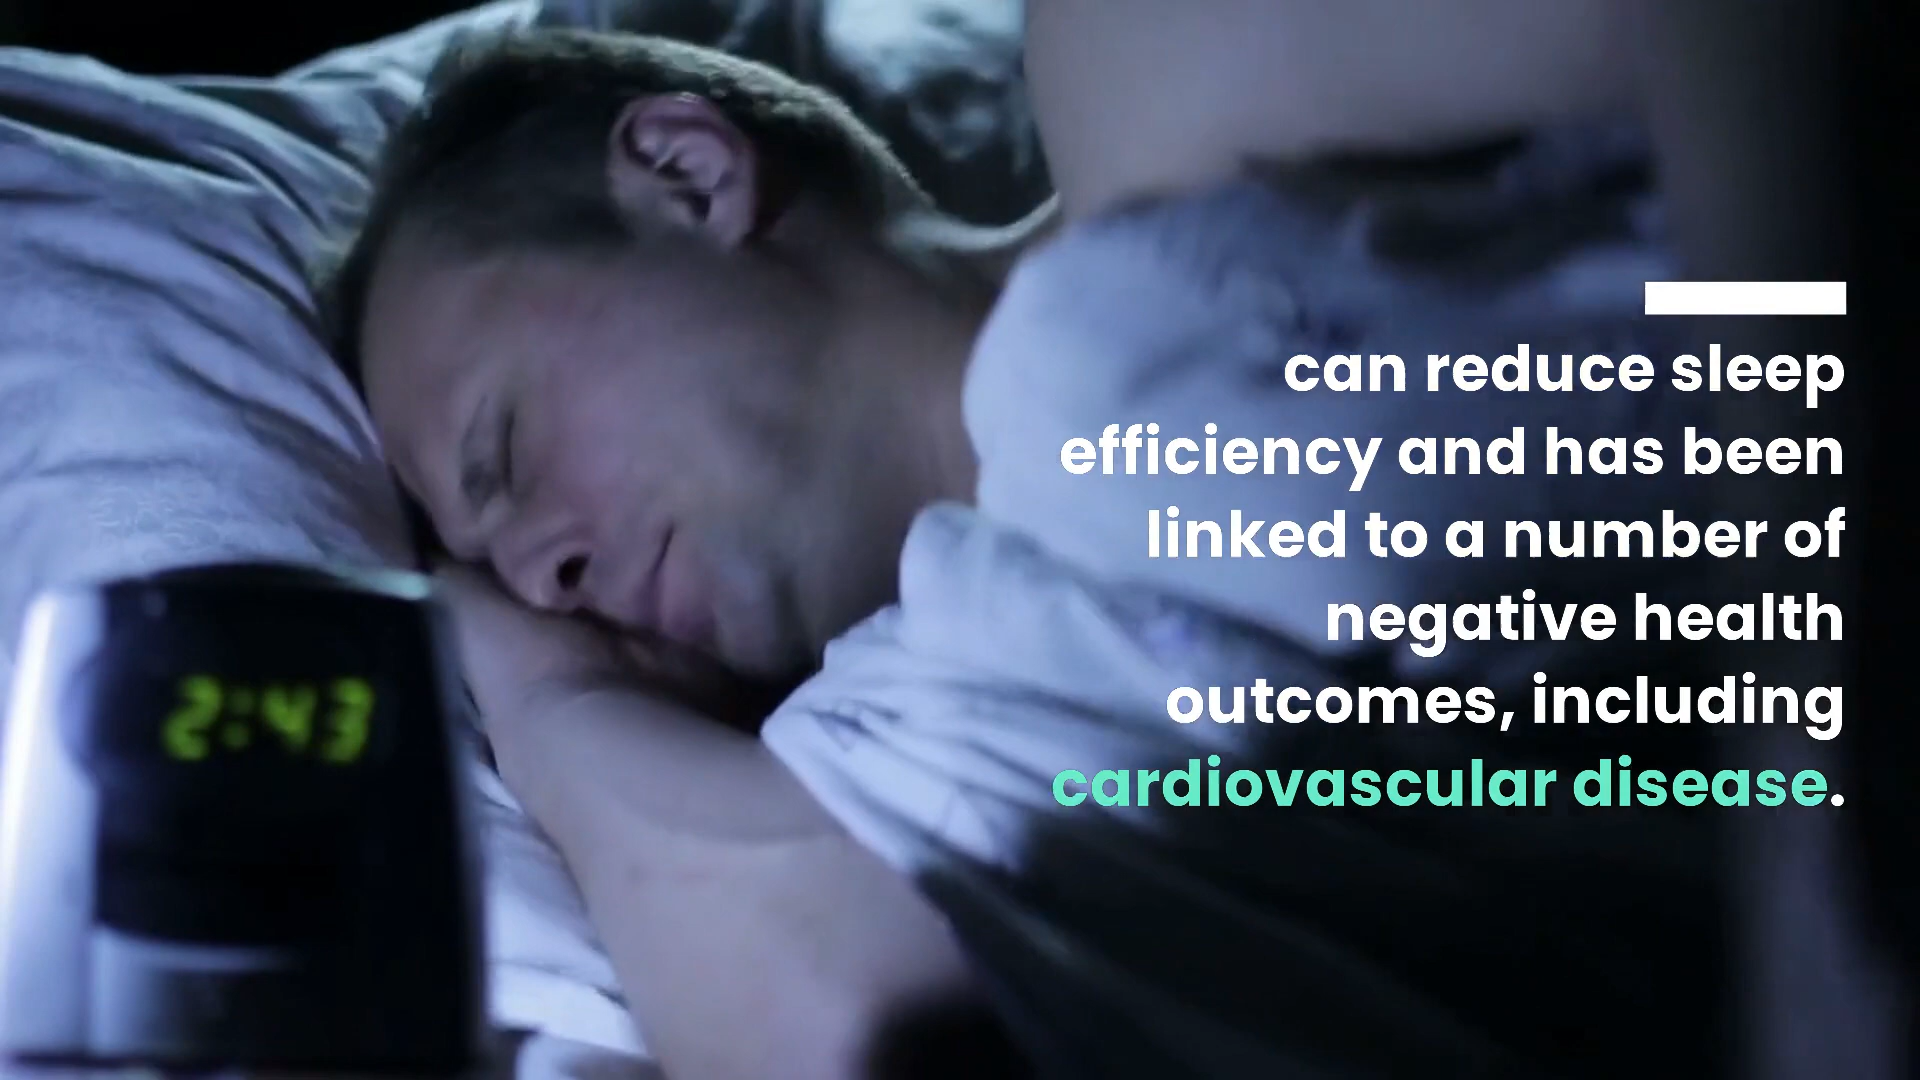 can reduce sleep
efficiency and has been
linked to a number of
negative health
outcomes, including
cardiovascular disease.
2:43